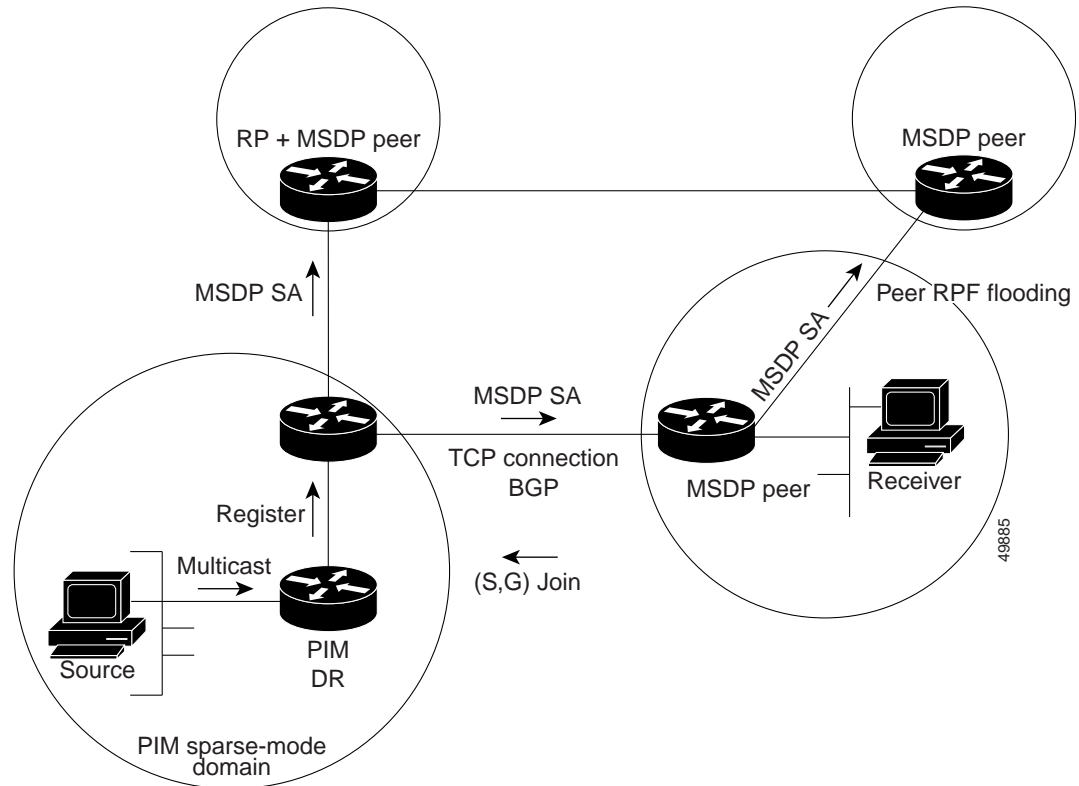 RP + MSDP peer
MSDP peer
MSDP SA
Peer RPF flooding
MSDP SA
MSDP SA
TCP connection
BGP
MSDP peer
Receiver
Register
49885
Multicast
(S,G) Join
Source
PIM
DR
PIM sparse-mode
domain